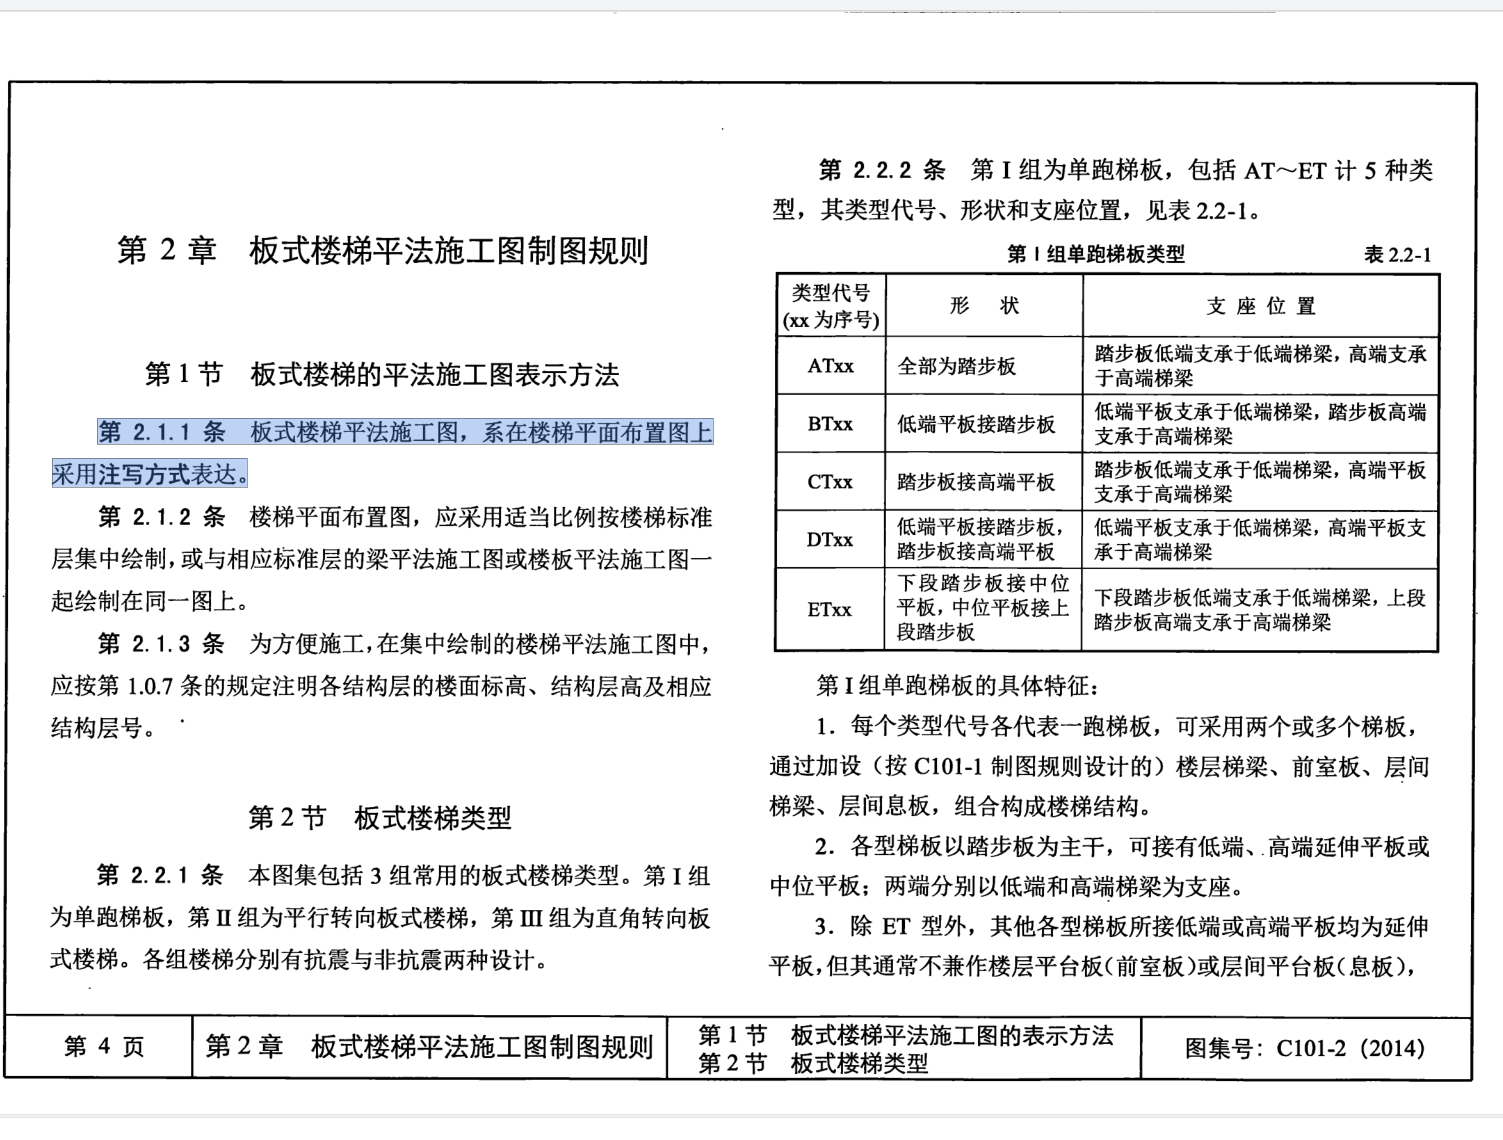 第 2 章　板式楼梯平法施工图制图规则
第 1 节　板式楼梯的平法施工图表示方法
第 2.1.1 条　板式楼梯平法施工图，系在楼梯平面布置图上
采用注写方式表达。
第 2.1.2 条　楼梯平面布置图，应采用适当比例按楼梯标准
层集中绘制，或与相应标准层的梁平法施工图或楼板平法施工图一
起绘制在同一图上。
第 2.1.3 条　为方便施工，在集中绘制的楼梯平法施工图中，
应按第 1.0.7 条的规定注明各结构层的楼面标高、结构层高及相应
结构层号。
第 2 节　板式楼梯类型
第 2.2.1 条　本图集包括 3 组常用的板式楼梯类型。第 I 组
为单跑梯板，第 II 组为平行转向板式楼梯，第 III 组为直角转向板
式楼梯。各组楼梯分别有抗震与非抗震两种设计。
第 2.2.2 条　第 I 组为单跑梯板，包括 AT～ET 计 5 种类
型，其类型代号、形状和支座位置，见表 2.2-1。
第 I 组单跑梯板类型　表 2.2-1
类型代号
(xx 为序号)
形　状
支 座 位 置
ATxx
全部为踏步板
踏步板低端支承于低端梯梁，高端支承
于高端梯梁
BTxx
低端平板接踏步板
低端平板支承于低端梯梁，踏步板高端
支承于高端梯梁
CTxx
踏步板接高端平板
踏步板低端支承于低端梯梁，高端平板
支承于高端梯梁
DTxx
低端平板接踏步板，
踏步板接高端平板
低端平板支承于低端梯梁，高端平板支
承于高端梯梁
ETxx
下段踏步板接中位
平板，中位平板接上
段踏步板
下段踏步板低端支承于低端梯梁，上段
踏步板高端支承于高端梯梁
第 I 组单跑梯板的具体特征：
1．每个类型代号各代表一跑梯板，可采用两个或多个梯板，
通过加设（按 C101-1 制图规则设计的）楼层梯梁、前室板、层间
梯梁、层间息板，组合构成楼梯结构。
2．各型梯板以踏步板为主干，可接有低端、高端延伸平板或
中位平板；两端分别以低端和高端梯梁为支座。
3．除 ET 型外，其他各型梯板所接低端或高端平板均为延伸
平板，但其通常不兼作楼层平台板（前室板）或层间平台板（息板），
第 4 页
第 2 章　板式楼梯平法施工图制图规则
第 1 节　板式楼梯平法施工图的表示方法
第 2 节　板式楼梯类型
图集号：C101-2（2014）